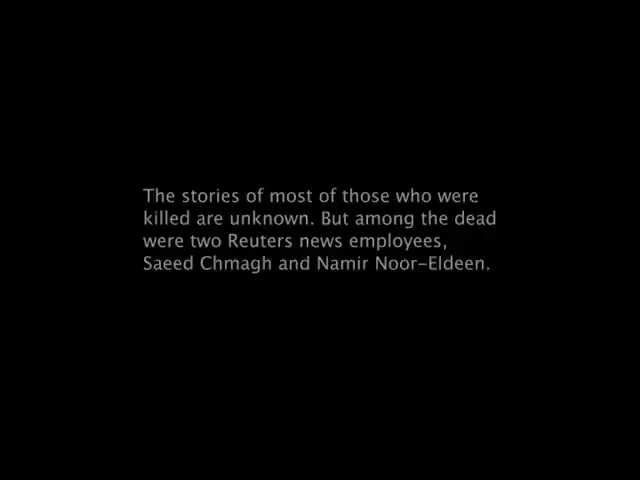 The stories of most of those who were
killed are unknown. But among the dead
were two Reuters news employees,
Saeed Chmagh and Namir Noor-Eldeen.